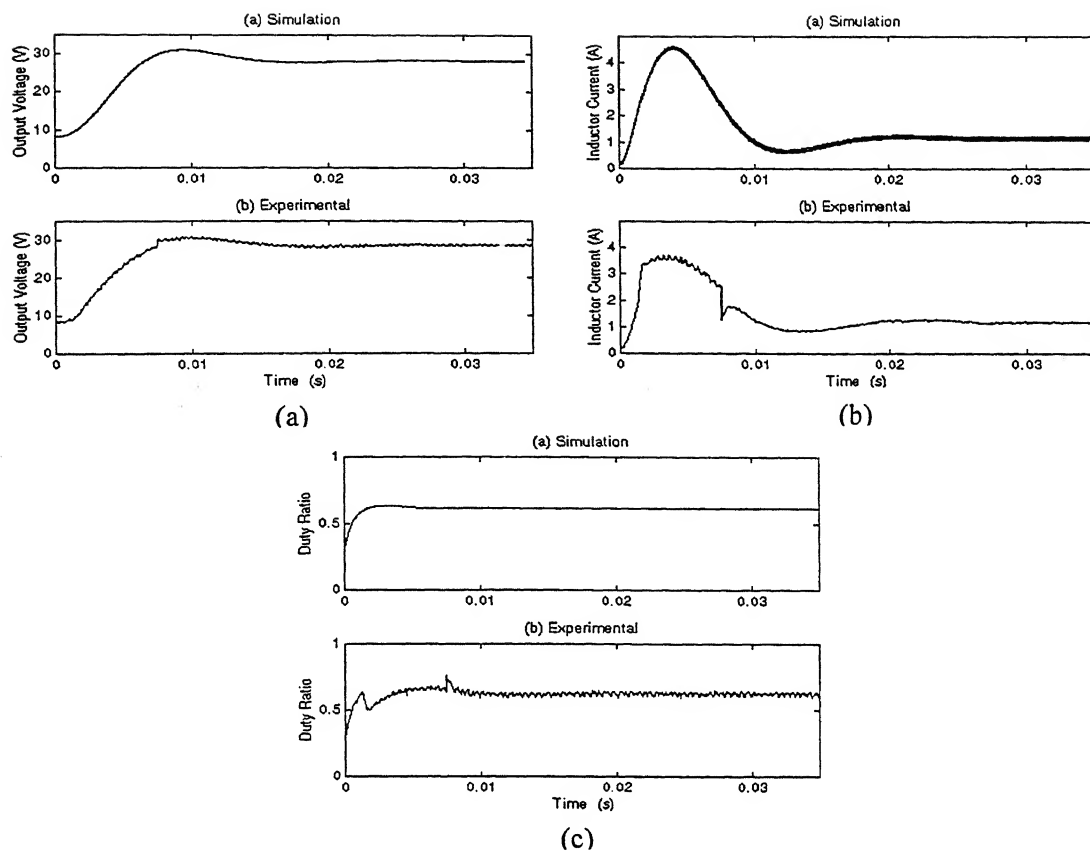 (a) Simulation
Output Voltage (V)
30
20
10
0
0 0.01 0.02 0.03
(b) Experimental
Output Voltage (V)
30
20
10
0
0 0.01 0.02 0.03
Time (s)
(a)
(a) Simulation
Inductor Current (A)
4
3
2
1
0
0 0.01 0.02 0.03
(b) Experimental
Inductor Current (A)
4
3
2
1
0
0 0.01 0.02 0.03
Time (s)
(b)
(a) Simulation
Duty Ratio
1
0.5
0
0 0.01 0.02 0.03
(b) Experimental
Duty Ratio
1
0.5
0
0 0.01 0.02 0.03
Time (s)
(c)